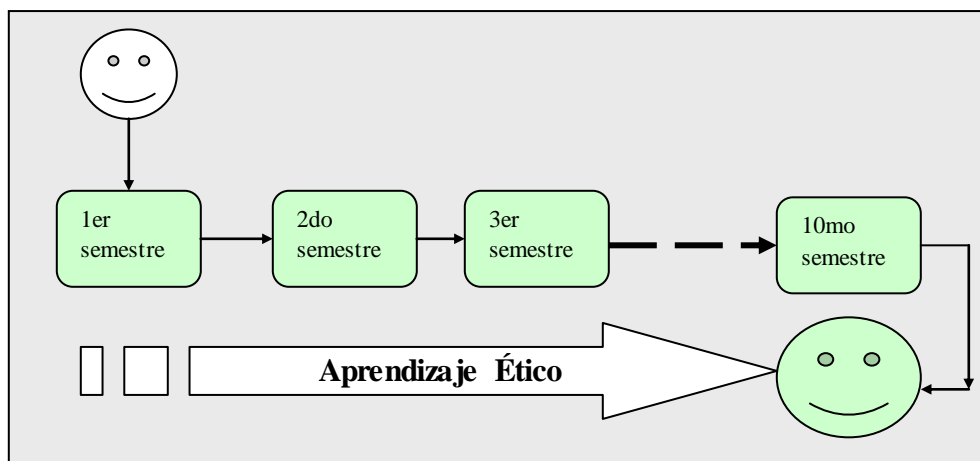 1er
semestre
2do
semestre
3er
semestre
10mo
semestre
Aprendizaje Ético